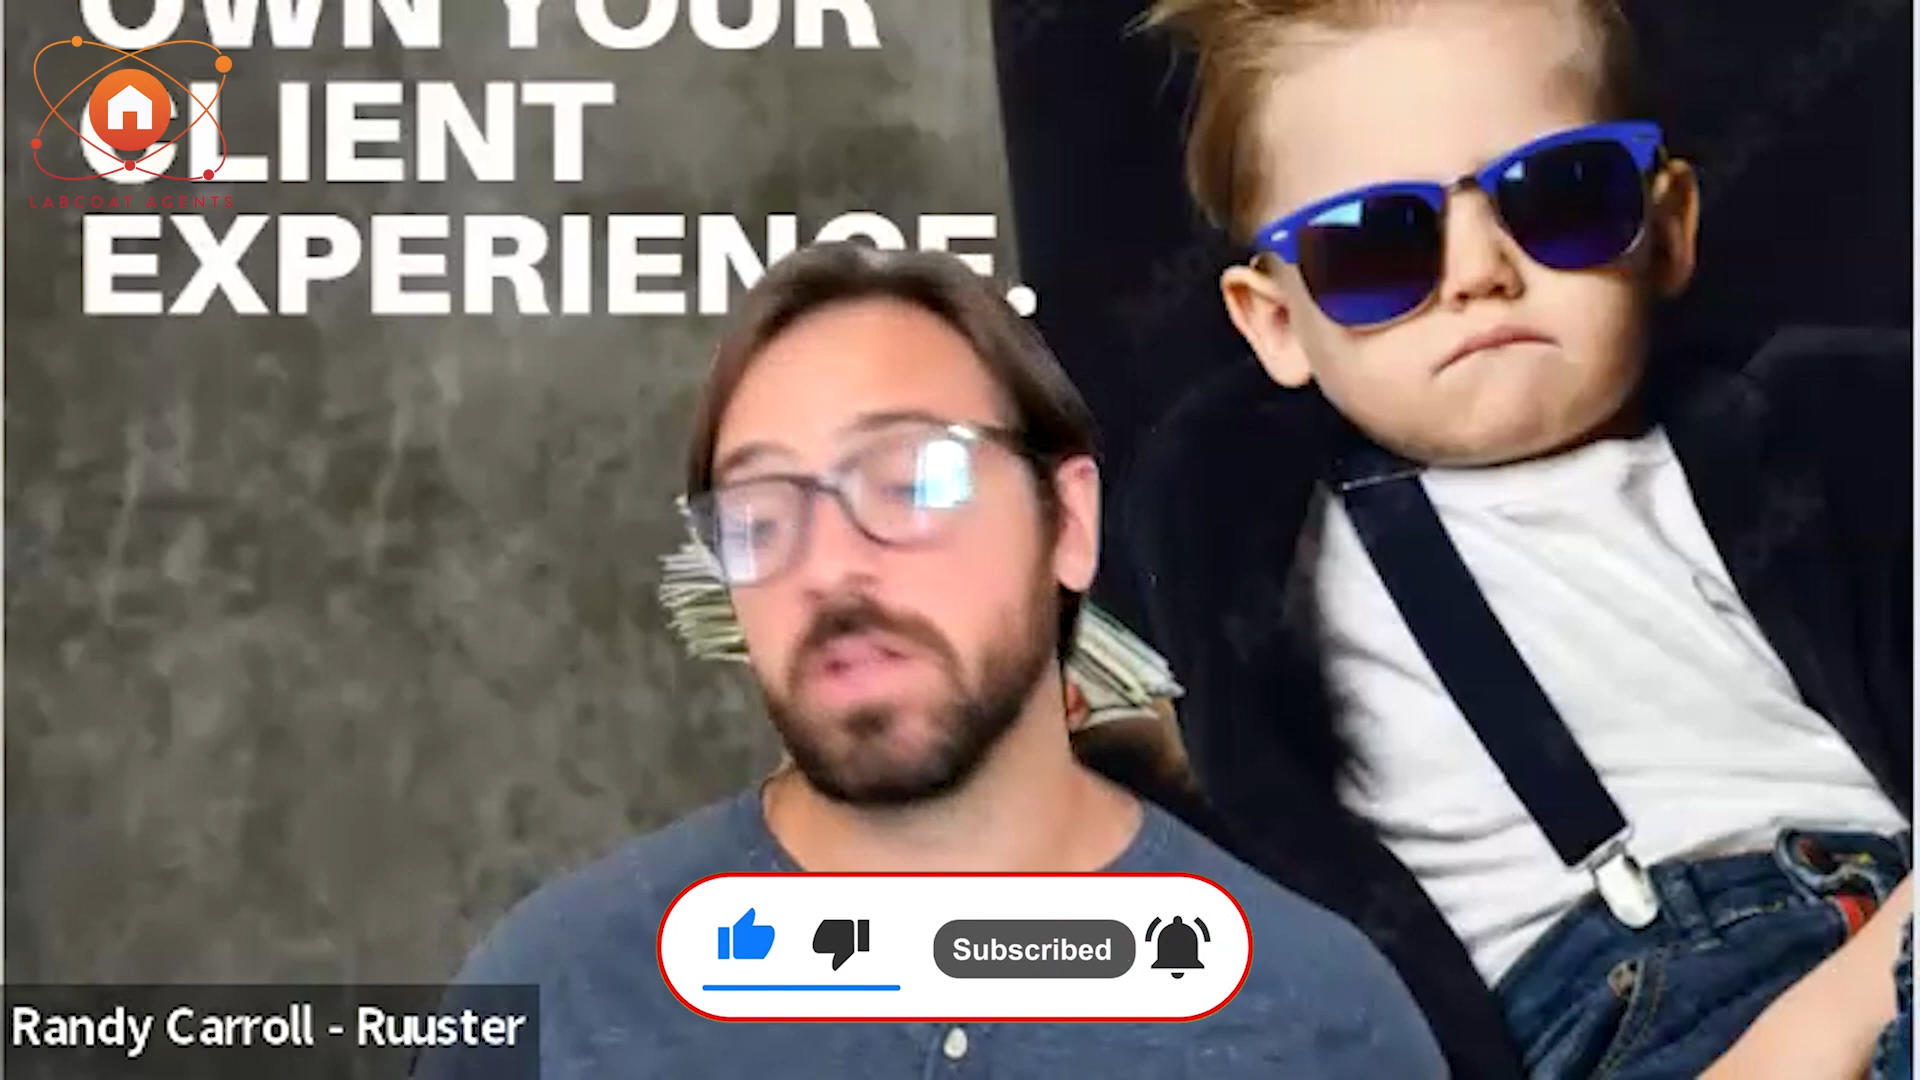 OWN YOUR
CLIENT
EXPERIENCE.
LABCOAT AGENTS
Subscribed
Randy Carroll - Ruuster